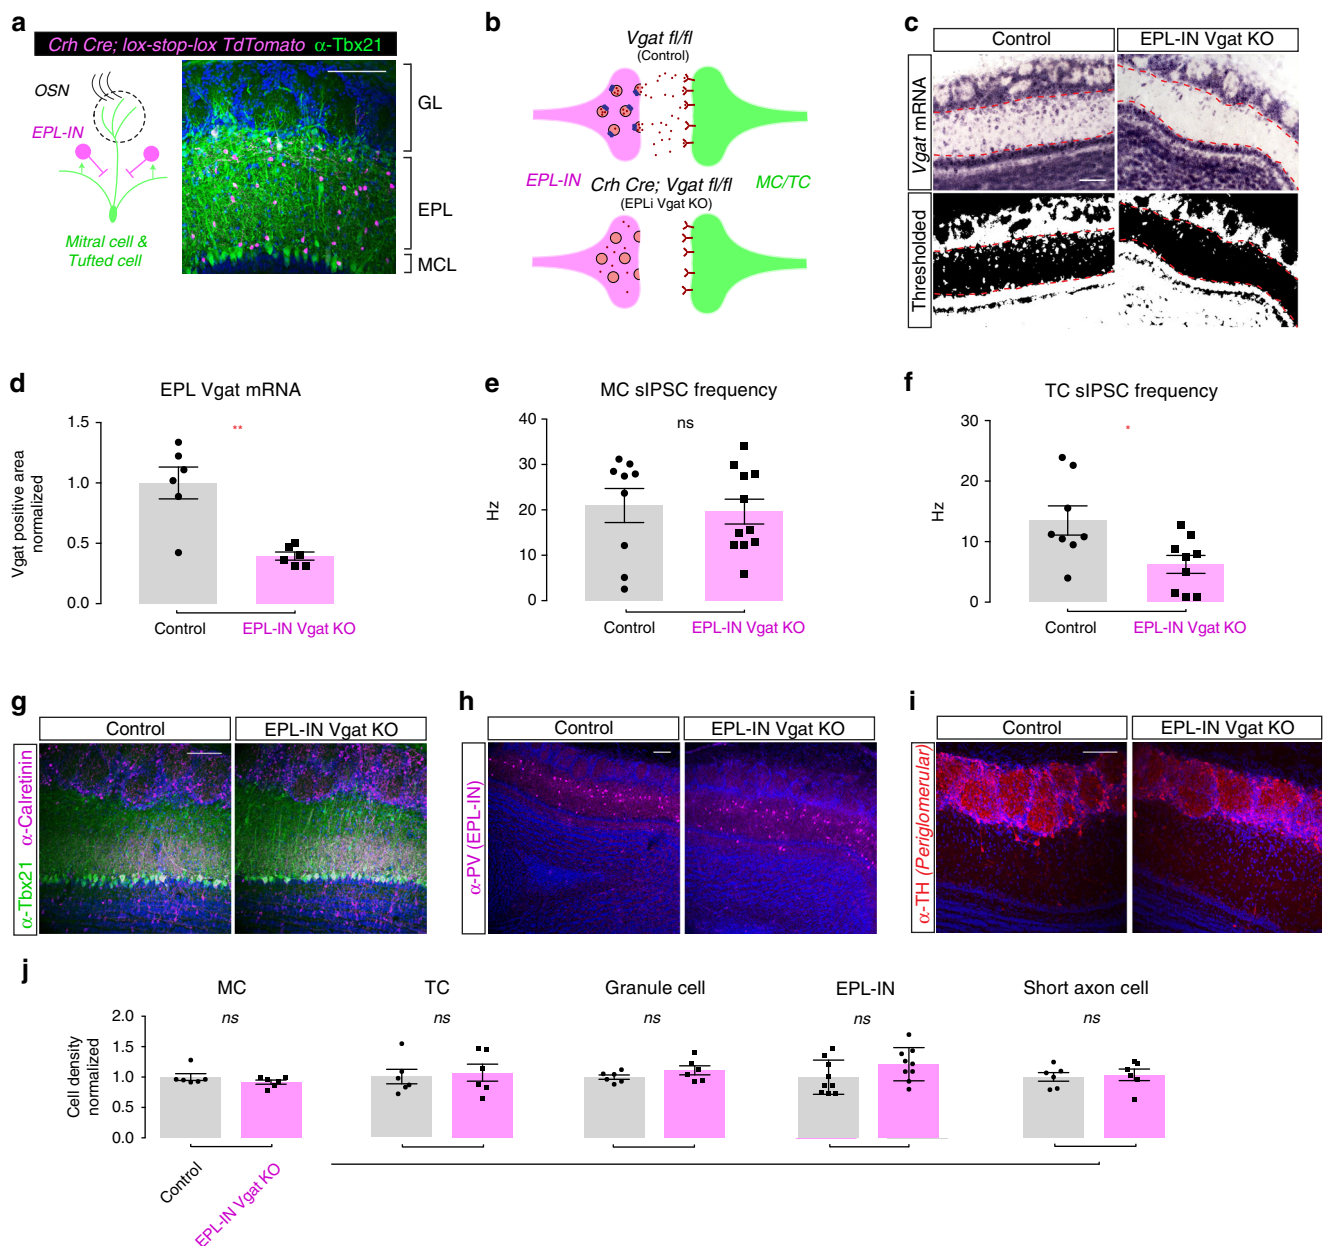 a
Crh Cre; lox-stop-lox TdTomato α-Tbx21
OSN
EPL-IN
Mitral cell &
Tufted cell
GL
EPL
MCL
b
Vgat fl/fl
(Control)
EPL-IN
Crh Cre; Vgat fl/fl
(EPLi Vgat KO)
MC/TC
c
Control
EPL-IN Vgat KO
Vgat mRNA
Thresholded
d
EPL Vgat mRNA
**
Vgat positive area
normalized
1.5
1.0
0.5
0.0
Control
EPL-IN Vgat KO
e
MC sIPSC frequency
ns
Hz
40
30
20
10
0
Control
EPL-IN Vgat KO
f
TC sIPSC frequency
*
Hz
30
20
10
0
Control
EPL-IN Vgat KO
g
Control
EPL-IN Vgat KO
α-Tbx21 α-Calretinin
h
Control
EPL-IN Vgat KO
α-PV (EPL-IN)
i
Control
EPL-IN Vgat KO
α-TH (Periglomerular)
j
MC
TC
Granule cell
EPL-IN
Short axon cell
ns
ns
ns
ns
ns
Cell density
normalized
2.0
1.5
1.0
0.5
0.0
Control
EPL-IN Vgat KO